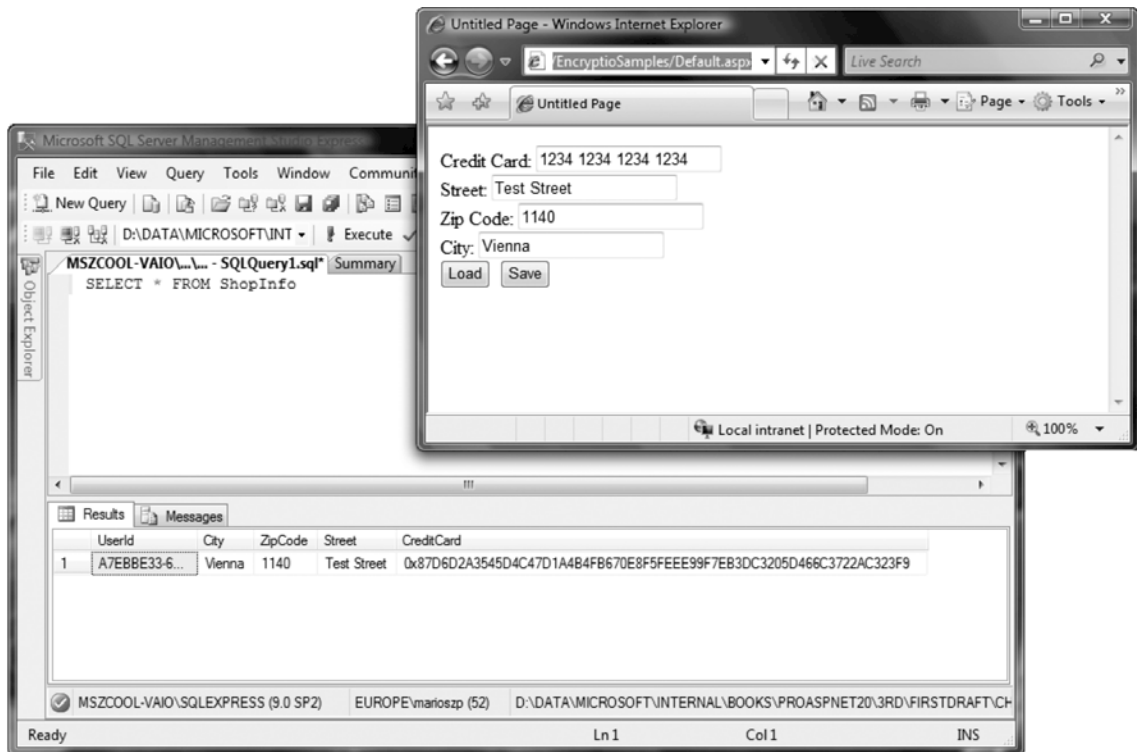 Untitled Page - Windows Internet Explorer
/EncryptioSamples/Default.aspx
Live Search
Untitled Page
Page
Tools
Credit Card: 1234 1234 1234 1234
Street: Test Street
Zip Code: 1140
City: Vienna
Load Save
Local intranet | Protected Mode: On
100%
Microsoft SQL Server Management Studio Express
File Edit View Query Tools Window Communit
New Query
D:\DATA\MICROSOFT\INT
Execute
MSZCOOL-VAIO\...\... - SQLQuery1.sql* Summary
Object Explorer
SELECT * FROM ShopInfo
Results Messages
UserId City ZipCode Street CreditCard
1 A7EBBE33-6... Vienna 1140 Test Street 0x87D6D2A3545D4C47D1A4B4FB670E8F5FEEE99F7EB3DC3205D466C3722AC323F9
MSZCOOL-VAIO\SQLEXPRESS (9.0 SP2) EUROPE\marioszp (52) D:\DATA\MICROSOFT\INTERNAL\BOOKS\PROASPNET20\3RD\FIRSTDRAFT\CH
Ready Ln 1 Col 1 INS